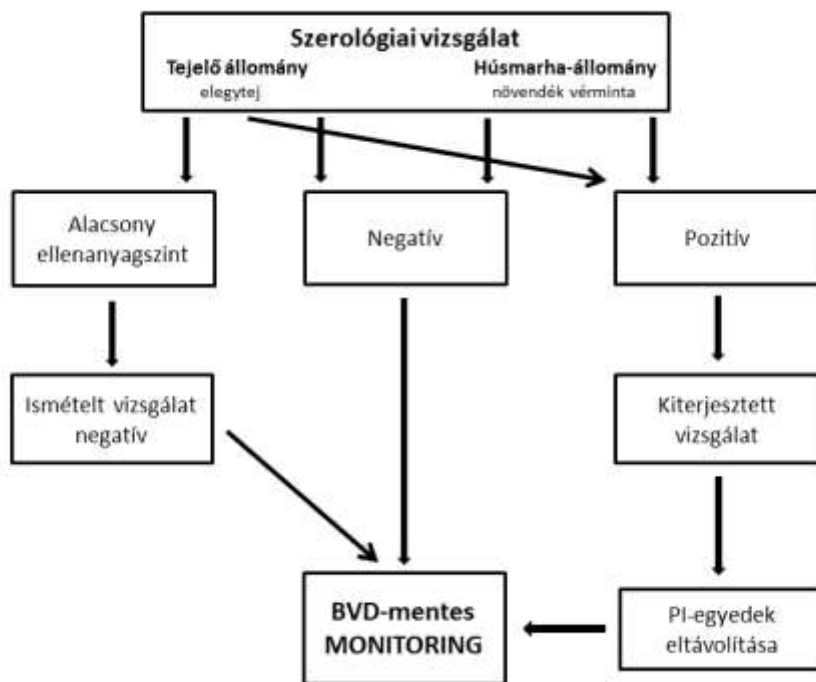 Szerológiai vizsgálat
Tejelő állomány
elegytej
Húsmarha-állomány
növendék vérminta
Alacsony
ellenanyagszint
Negatív
Pozitív
Ismételt vizsgálat
negatív
Kiterjesztett
vizsgálat
BVD-mentes
MONITORING
PI-egyedek
eltávolítása